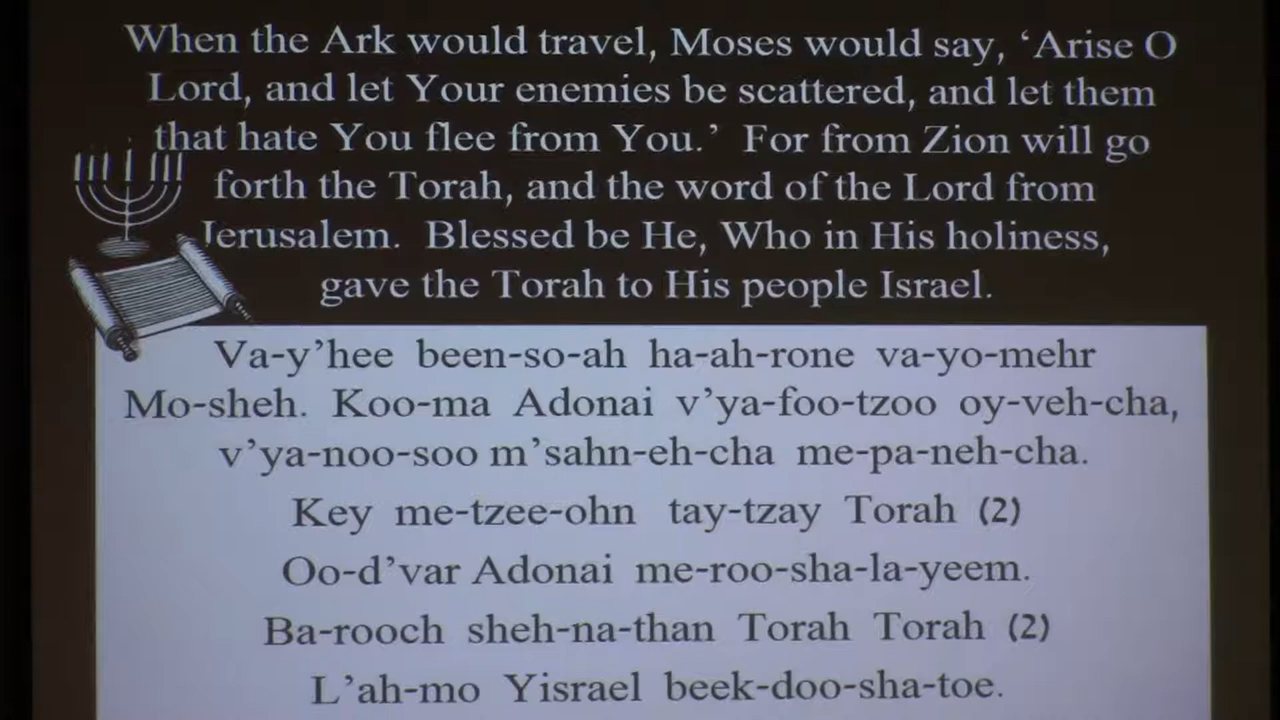 When the Ark would travel, Moses would say, ‘Arise O
Lord, and let Your enemies be scattered, and let them
that hate You flee from You.’ For from Zion will go
forth the Torah, and the word of the Lord from
Jerusalem. Blessed be He, Who in His holiness,
gave the Torah to His people Israel.
Va-y’hee been-so-ah ha-ah-rone va-yo-mehr
Mo-sheh. Koo-ma Adonai v’ya-foo-tzoo oy-veh-cha,
v’ya-noo-soo m’sahn-eh-cha me-pa-neh-cha.
Key me-tzee-ohn tay-tzay Torah (2)
Oo-d’var Adonai me-roo-sha-la-yeem.
Ba-rooch sheh-na-than Torah Torah (2)
L’ah-mo Yisrael beek-doo-sha-toe.